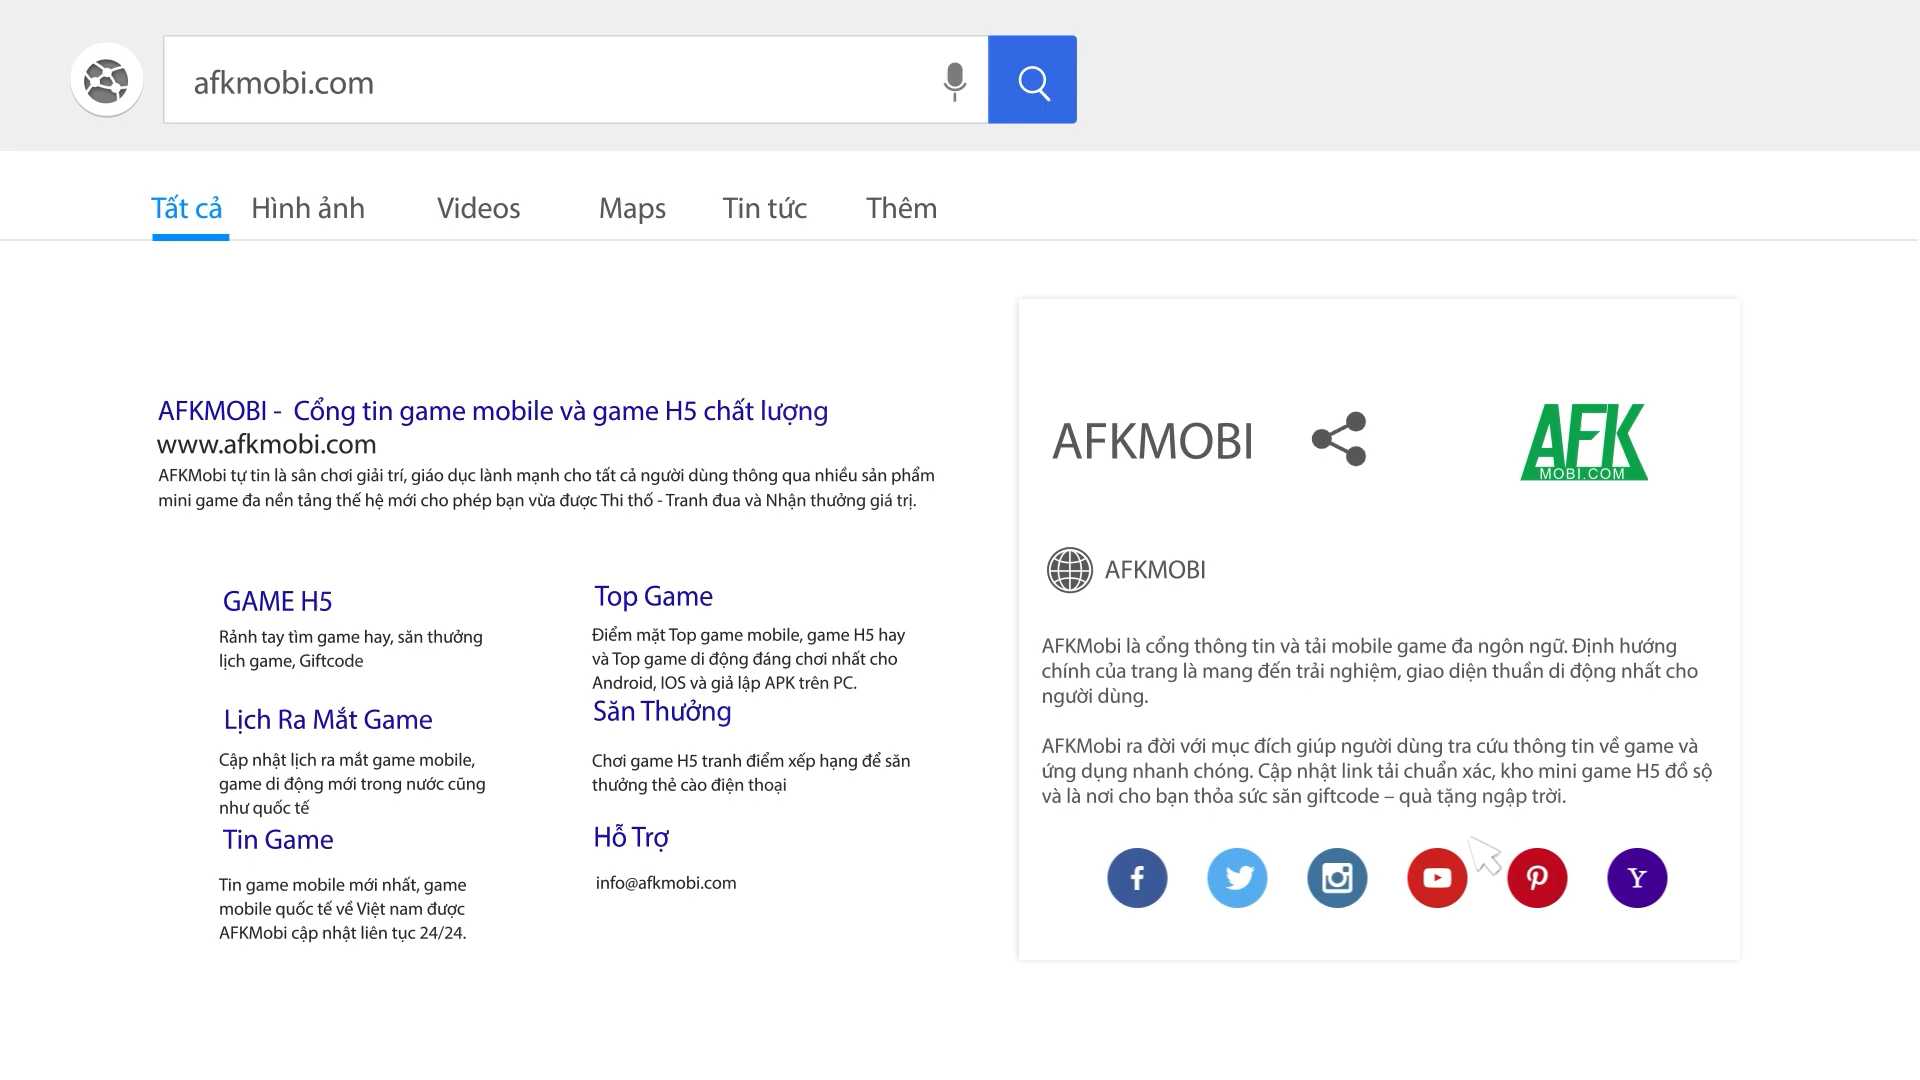 afkmobi.com
Tất cả
Hình ảnh
Videos
Maps
Tin tức
Thêm
AFKMOBI - Cổng tin game mobile và game H5 chất lượng
www.afkmobi.com
AFKMobi tự tin là sân chơi giải trí, giáo dục lành mạnh cho tất cả người dùng thông qua nhiều sản phẩm
mini game đa nền tảng thế hệ mới cho phép bạn vừa được Thi thố - Tranh đua và Nhận thưởng giá trị.
GAME H5
Rảnh tay tìm game hay, săn thưởng
lịch game, Giftcode
Lịch Ra Mắt Game
Cập nhật lịch ra mắt game mobile,
game di động mới trong nước cũng
như quốc tế
Tin Game
Tin game mobile mới nhất, game
mobile quốc tế về Việt nam được
AFKMobi cập nhật liên tục 24/24.
Top Game
Điểm mặt Top game mobile, game H5 hay
và Top game di động đáng chơi nhất cho
Android, IOS và giả lập APK trên PC.
Săn Thưởng
Chơi game H5 tranh điểm xếp hạng để săn
thưởng thẻ cào điện thoại
Hỗ Trợ
info@afkmobi.com
AFKMOBI
AFK
MOBI.COM
AFKMOBI
AFKMobi là cổng thông tin và tải mobile game đa ngôn ngữ. Định hướng
chính của trang là mang đến trải nghiệm, giao diện thuần di động nhất cho
người dùng.
AFKMobi ra đời với mục đích giúp người dùng tra cứu thông tin về game và
ứng dụng nhanh chóng. Cập nhật link tải chuẩn xác, kho mini game H5 đồ sộ
và là nơi cho bạn thỏa sức săn giftcode – quà tặng ngập trời.